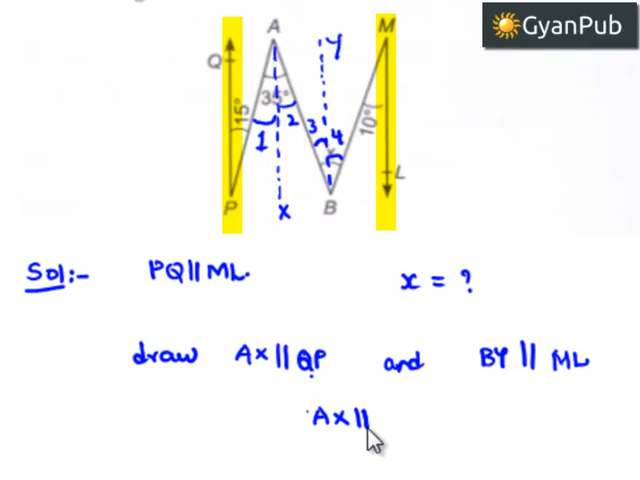 GyanPub
A Y M
Q
35°
15° 1 2 3 4 10°
L
P X B
Sol:- PQ || ML. x = ?
draw AX || QP and BY || ML
AX ||